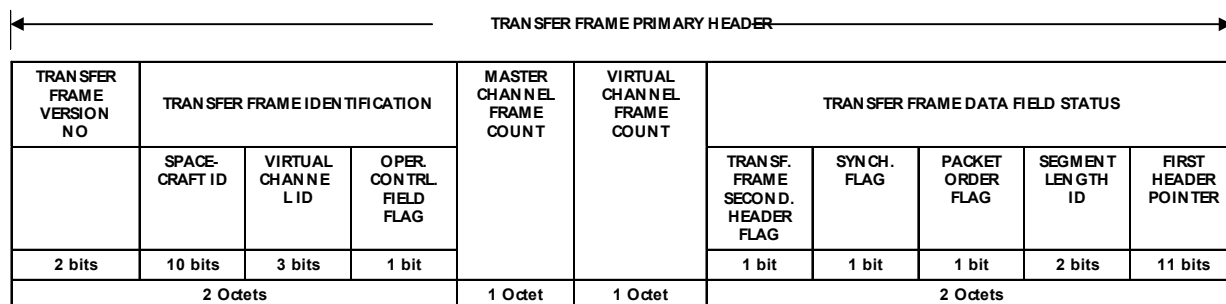 TRANSFER FRAME PRIMARY HEADER
TRANSFER
FRAME
VERSION
NO
TRANSFER FRAME IDENTIFICATION
MASTER
CHANNEL
FRAME
COUNT
VIRTUAL
CHANNEL
FRAME
COUNT
TRANSFER FRAME DATA FIELD STATUS
SPACE-
CRAFT ID
VIRTUAL
CHANNE
L ID
OPER.
CONTRL.
FIELD
FLAG
TRANSF.
FRAME
SECOND.
HEADER
FLAG
SYNCH.
FLAG
PACKET
ORDER
FLAG
SEGMENT
LENGTH
ID
FIRST
HEADER
POINTER
2 bits
10 bits
3 bits
1 bit
1 bit
1 bit
1 bit
2 bits
11 bits
2 Octets
1 Octet
1 Octet
2 Octets